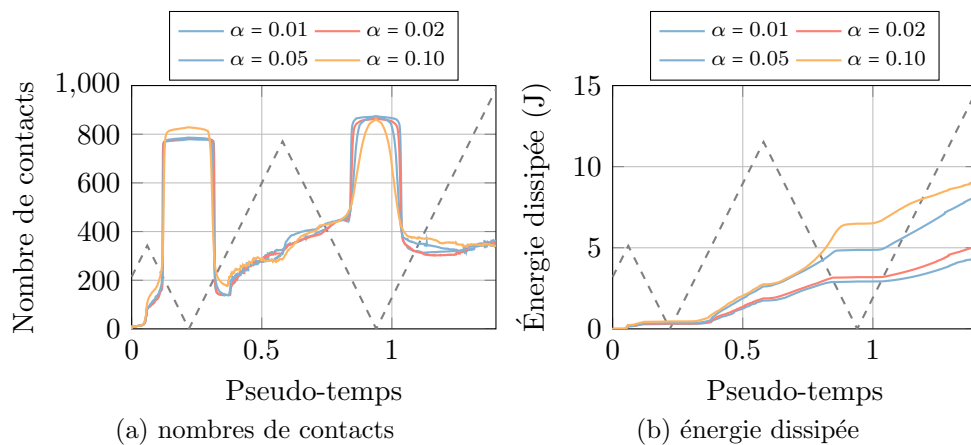 α = 0.01 α = 0.02
α = 0.05 α = 0.10
Nombre de contacts
1,000
800
600
400
200
0
0 0.5 1
Pseudo-temps
(a) nombres de contacts
α = 0.01 α = 0.02
α = 0.05 α = 0.10
Énergie dissipée (J)
15
10
5
0
0 0.5 1
Pseudo-temps
(b) énergie dissipée